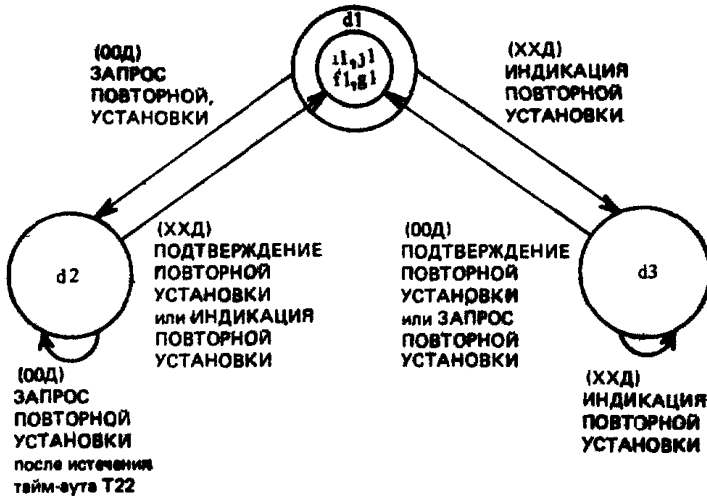 d1
i1,j1
f1,g1
(ООД)
ЗАПРОС
ПОВТОРНОЙ,
УСТАНОВКИ
(ХХД)
ИНДИКАЦИЯ
ПОВТОРНОЙ
УСТАНОВКИ
d2
(ХХД)
ПОДТВЕРЖДЕНИЕ
ПОВТОРНОЙ
УСТАНОВКИ
или ИНДИКАЦИЯ
ПОВТОРНОЙ
УСТАНОВКИ
(ООД)
ПОДТВЕРЖДЕНИЕ
ПОВТОРНОЙ
УСТАНОВКИ
или ЗАПРОС
ПОВТОРНОЙ
УСТАНОВКИ
d3
(ООД)
ЗАПРОС
ПОВТОРНОЙ
УСТАНОВКИ
после истечения
тайм-аута Т22
(ХХД)
ИНДИКАЦИЯ
ПОВТОРНОЙ
УСТАНОВКИ